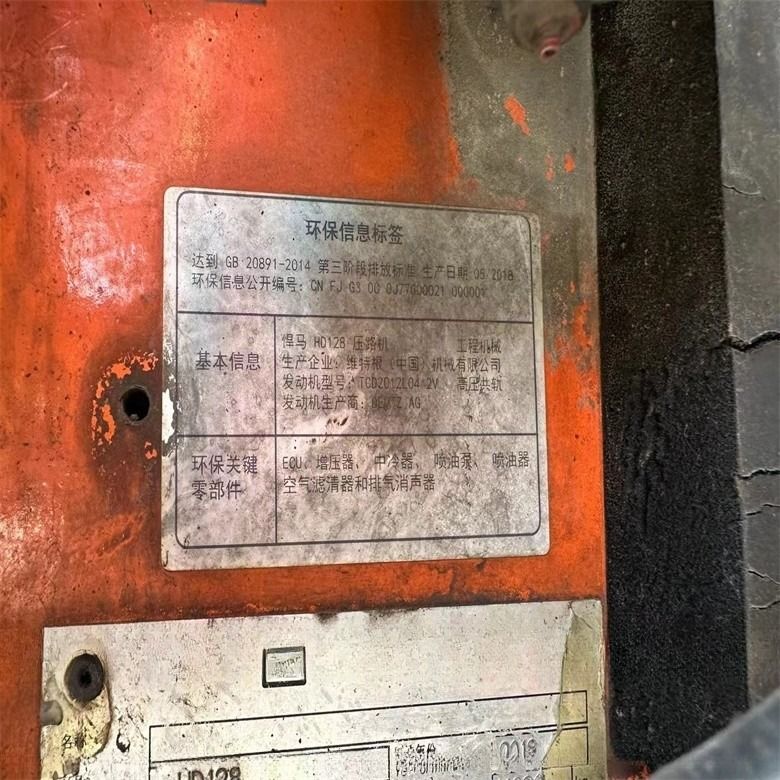 环保信息标签
达到 GB 20891-2014 第三阶段排放标准 生产日期 05 2018
环保信息公开编号: CN FJ G3 00 0J77G00021 000001
基本信息
悍马 HD128 压路机 工程机械
生产企业: 维特根 (中国) 机械有限公司
发动机型号: TCD2012L04 2V 高压共轨
发动机生产商: DEUTZ AG
环保关键
零部件
ECU、增压器、中冷器、喷油泵、喷油器
空气滤清器和排气消声器
名称
HD128